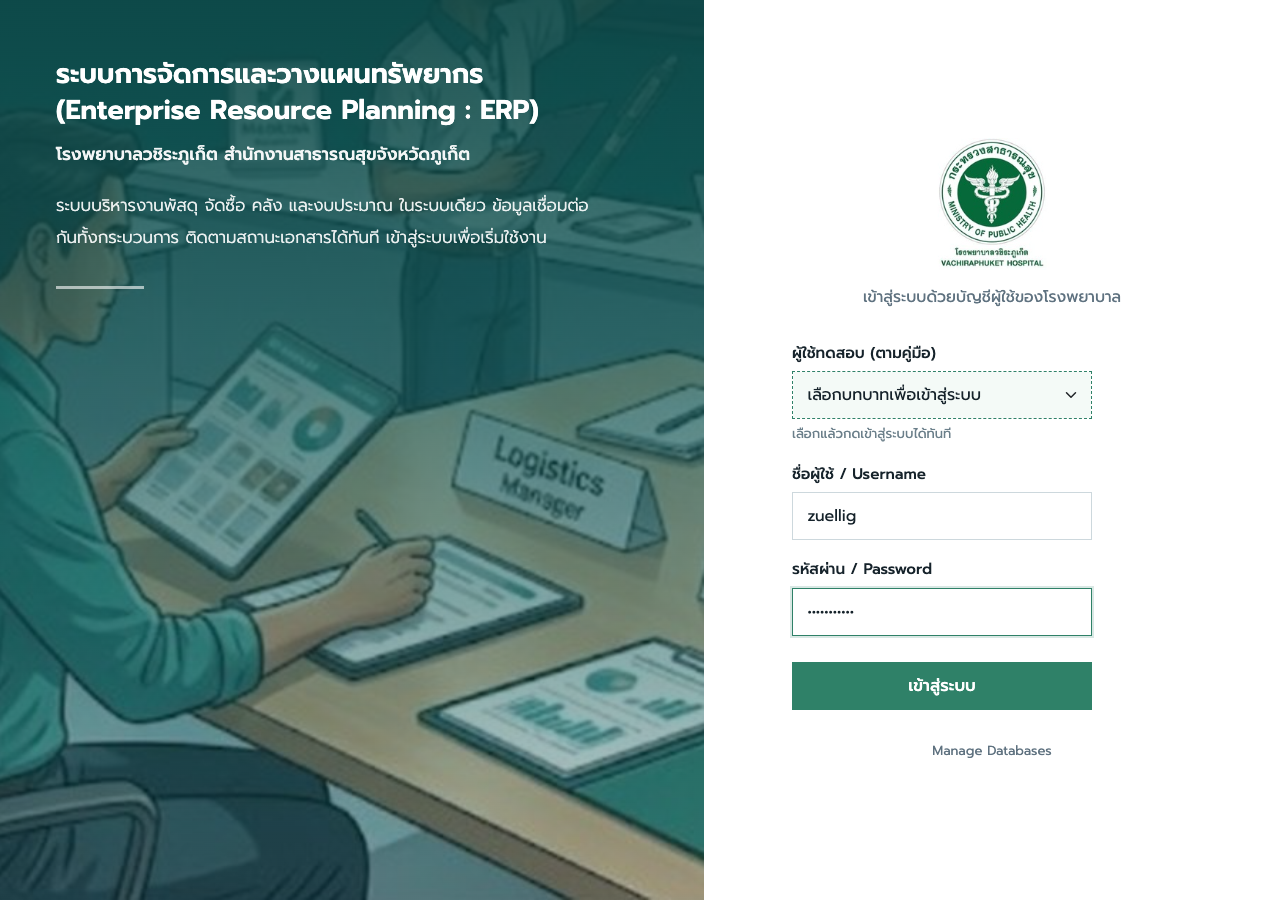 ระบบการจัดการและวางแผนทรัพยากร
(Enterprise Resource Planning : ERP)
โรงพยาบาลวชิระภูเก็ต สำนักงานสาธารณสุขจังหวัดภูเก็ต
ระบบบริหารงานพัสดุ จัดซื้อ คลัง และงบประมาณ ในระบบเดียว ข้อมูลเชื่อมต่อ
กันทั้งกระบวนการ ติดตามสถานะเอกสารได้ทันที เข้าสู่ระบบเพื่อเริ่มใช้งาน
Logistics
Manager
กระทรวงสาธารณสุข
MINISTRY OF PUBLIC HEALTH
โรงพยาบาลวชิระภูเก็ต
VACHIRAPHUKET HOSPITAL
เข้าสู่ระบบด้วยบัญชีผู้ใช้ของโรงพยาบาล
ผู้ใช้ทดสอบ (ตามคู่มือ)
เลือกบทบาทเพื่อเข้าสู่ระบบ
เลือกแล้วกดเข้าสู่ระบบได้ทันที
ชื่อผู้ใช้ / Username
zuellig
รหัสผ่าน / Password
•••••••••••
เข้าสู่ระบบ
Manage Databases